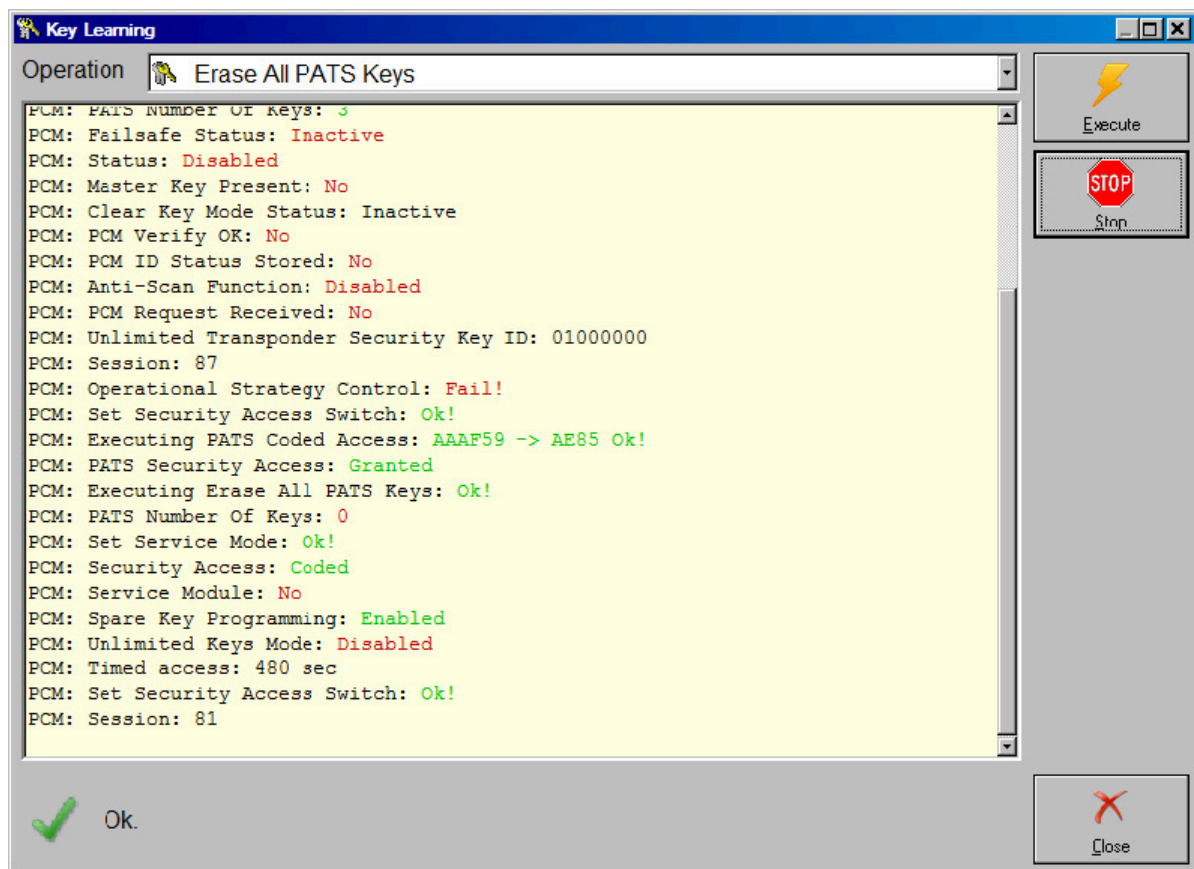 Key Learning
Operation
Erase All PATS Keys
PCM: PATS Number Of Keys: 3
PCM: Failsafe Status: Inactive
PCM: Status: Disabled
PCM: Master Key Present: No
PCM: Clear Key Mode Status: Inactive
PCM: PCM Verify OK: No
PCM: PCM ID Status Stored: No
PCM: Anti-Scan Function: Disabled
PCM: PCM Request Received: No
PCM: Unlimited Transponder Security Key ID: 01000000
PCM: Session: 87
PCM: Operational Strategy Control: Fail!
PCM: Set Security Access Switch: Ok!
PCM: Executing PATS Coded Access: AAAF59 -> AE85 Ok!
PCM: PATS Security Access: Granted
PCM: Executing Erase All PATS Keys: Ok!
PCM: PATS Number Of Keys: 0
PCM: Set Service Mode: Ok!
PCM: Security Access: Coded
PCM: Service Module: No
PCM: Spare Key Programming: Enabled
PCM: Unlimited Keys Mode: Disabled
PCM: Timed access: 480 sec
PCM: Set Security Access Switch: Ok!
PCM: Session: 81
Execute
STOP
Stop
Ok.
Close